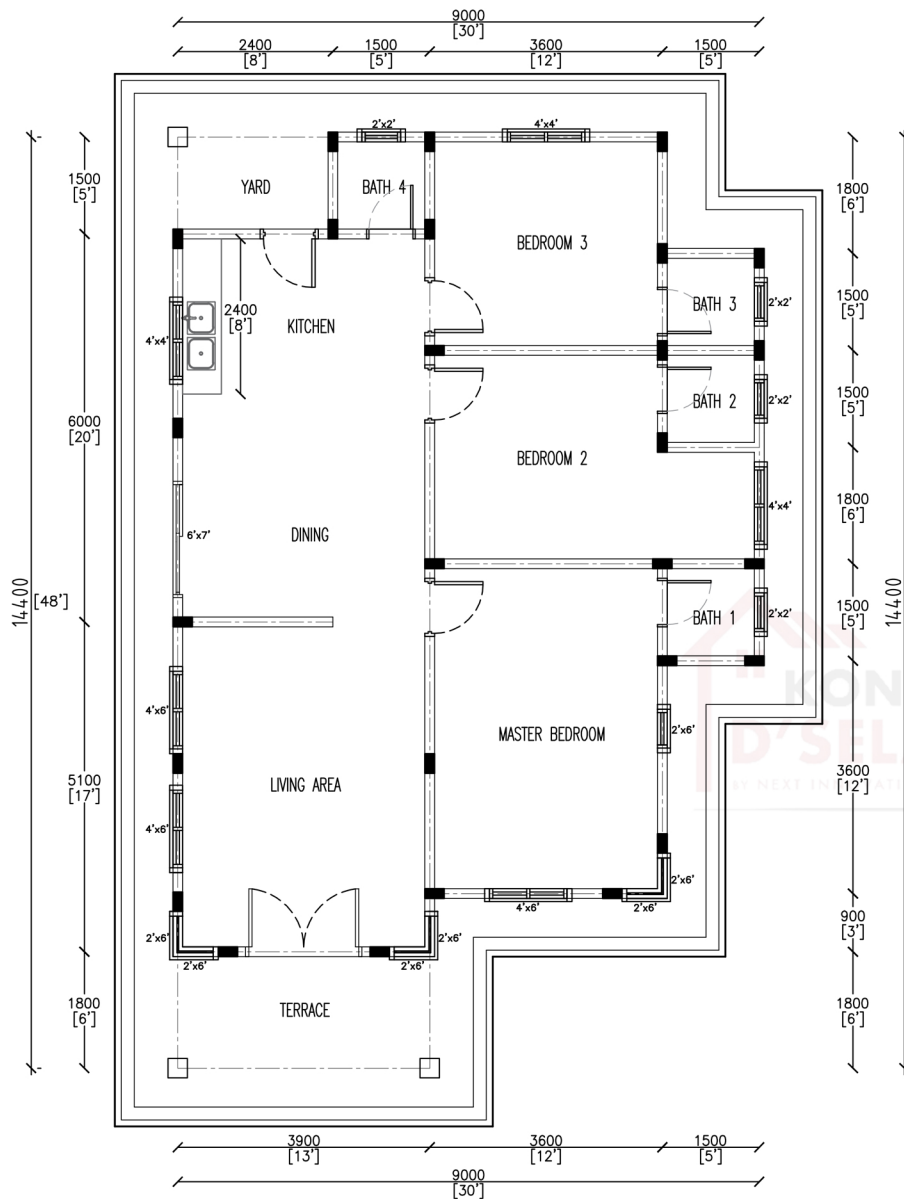 9000
[30']
2400
[8']
1500
[5']
3600
[12']
1500
[5']
2'x2'
4'x4'
1500
[5']
YARD
BATH 4
1800
[6']
BEDROOM 3
2400
[8']
BATH 3
2'x2'
1500
[5']
KITCHEN
4'x4'
6000
[20']
BATH 2
2'x2'
1500
[5']
BEDROOM 2
4'x4'
1800
[6']
6'x7'
DINING
14400
[48']
14400
BATH 1
2'x2'
1500
[5']
KON
D'SEL
BY NEXT
4'x6'
MASTER BEDROOM
2'x6'
5100
[17']
LIVING AREA
3600
[12']
4'x6'
2'x6'
4'x6'
2'x6'
2'x6'
2'x6'
2'x6'
2'x6'
900
[3']
1800
[6']
TERRACE
1800
[6']
3900
[13']
3600
[12']
1500
[5']
9000
[30']